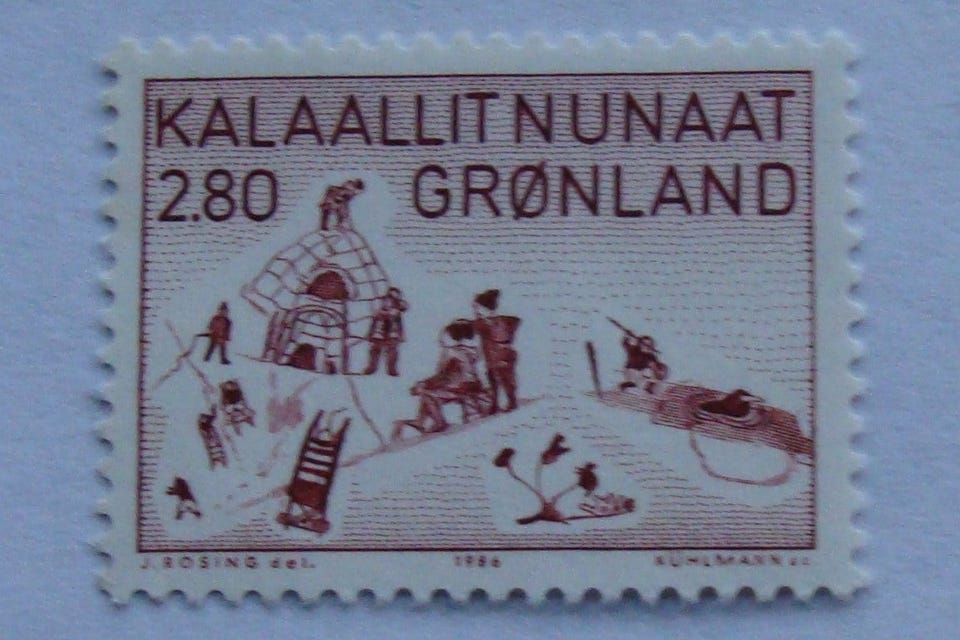 KALAALLIT NUNAAT
2.80 GRØNLAND
J. ROSING del. 1986 KÜHLMANN sc